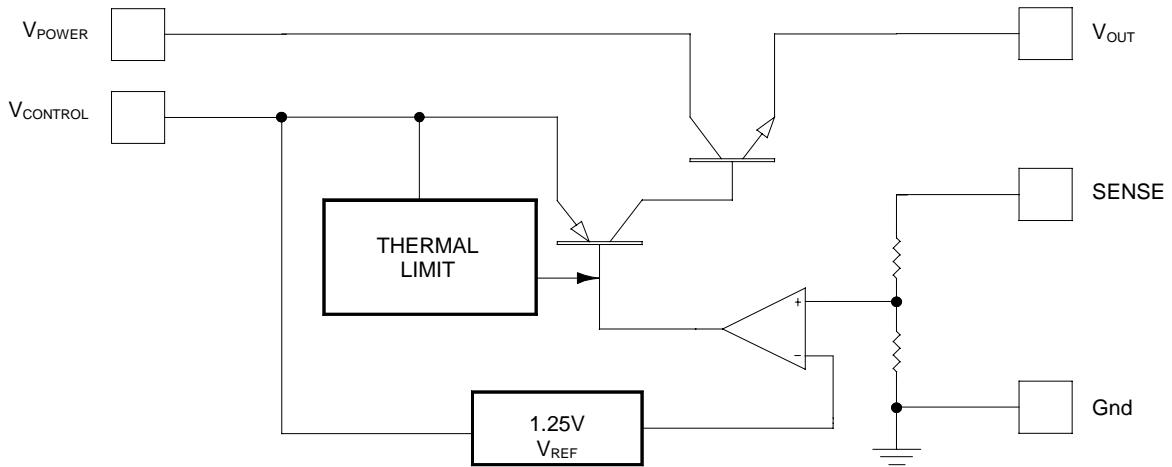 VPOWER
VOUT
VCONTROL
SENSE
THERMAL
LIMIT
+
−
Gnd
1.25V
VREF